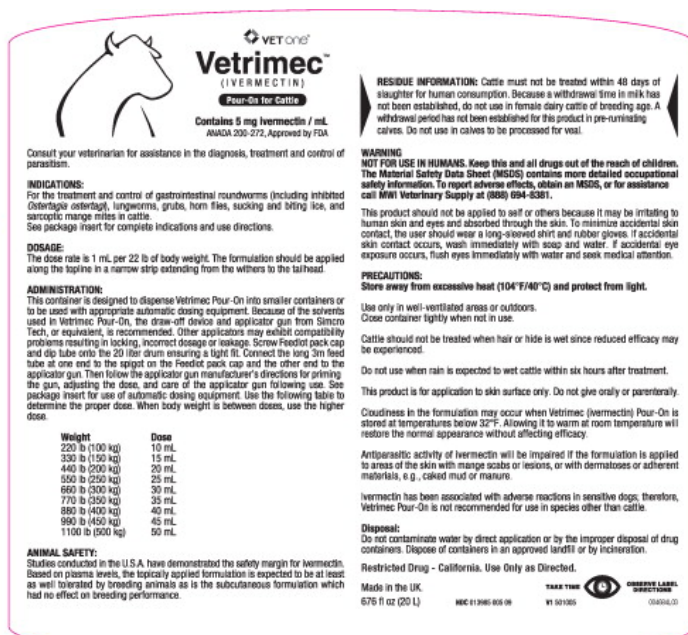 VET one®
Vetrimec™
(IVERMECTIN)
Pour-On for Cattle
Contains 5 mg ivermectin / mL
ANADA 200-272, Approved by FDA
Consult your veterinarian for assistance in the diagnosis, treatment and control of
parasitism.
INDICATIONS:
For the treatment and control of gastrointestinal roundworms (including inhibited
Ostertagia ostertagi), lungworms, grubs, horn flies, sucking and biting lice, and
sarcoptic mange mites in cattle.
See package insert for complete indications and use directions.
DOSAGE:
The dose rate is 1 mL per 22 lb of body weight. The formulation should be applied
along the topline in a narrow strip extending from the withers to the tailhead.
ADMINISTRATION:
This container is designed to dispense Vetrimec Pour-On into smaller containers or
to be used with appropriate automatic dosing equipment. Because of the solvents
used in Vetrimec Pour-On, the draw-off device and applicator gun from Simcro
Tech, or equivalent, is recommended. Other applicators may exhibit compatibility
problems resulting in locking, incorrect dosage or leakage. Screw Feedlot pack cap
and dip tube onto the 20 liter drum ensuring a tight fit. Connect the long 3m feed
tube at one end to the spigot on the Feedlot pack cap and the other end to the
applicator gun. Then follow the applicator gun manufacturer's directions for priming
the gun, adjusting the dose, and care of the applicator gun following use. See
package insert for use of automatic dosing equipment. Use the following table to
determine the proper dose. When body weight is between doses, use the higher
dose.
Weight Dose
220 lb (100 kg) 10 mL
330 lb (150 kg) 15 mL
440 lb (200 kg) 20 mL
550 lb (250 kg) 25 mL
660 lb (300 kg) 30 mL
770 lb (350 kg) 35 mL
880 lb (400 kg) 40 mL
990 lb (450 kg) 45 mL
1100 lb (500 kg) 50 mL
ANIMAL SAFETY:
Studies conducted in the U.S.A. have demonstrated the safety margin for ivermectin.
Based on plasma levels, the topically applied formulation is expected to be at least
as well tolerated by breeding animals as is the subcutaneous formulation which
had no effect on breeding performance.
RESIDUE INFORMATION: Cattle must not be treated within 48 days of
slaughter for human consumption. Because a withdrawal time in milk has
not been established, do not use in female dairy cattle of breeding age. A
withdrawal period has not been established for this product in pre-ruminating
calves. Do not use in calves to be processed for veal.
WARNING
NOT FOR USE IN HUMANS. Keep this and all drugs out of the reach of children.
The Material Safety Data Sheet (MSDS) contains more detailed occupational
safety information. To report adverse effects, obtain an MSDS, or for assistance
call MWI Veterinary Supply at (888) 694-8381.
This product should not be applied to self or others because it may be irritating to
human skin and eyes and absorbed through the skin. To minimize accidental skin
contact, the user should wear a long-sleeved shirt and rubber gloves. If accidental
skin contact occurs, wash immediately with soap and water. If accidental eye
exposure occurs, flush eyes immediately with water and seek medical attention.
PRECAUTIONS:
Store away from excessive heat (104°F/40°C) and protect from light.
Use only in well-ventilated areas or outdoors.
Close container tightly when not in use.
Cattle should not be treated when hair or hide is wet since reduced efficacy may
be experienced.
Do not use when rain is expected to wet cattle within six hours after treatment.
This product is for application to skin surface only. Do not give orally or parenterally.
Cloudiness in the formulation may occur when Vetrimec (ivermectin) Pour-On is
stored at temperatures below 32°F. Allowing it to warm at room temperature will
restore the normal appearance without affecting efficacy.
Antiparasitic activity of ivermectin will be impaired if the formulation is applied
to areas of the skin with mange scabs or lesions, or with dermatoses or adherent
materials, e.g., caked mud or manure.
Ivermectin has been associated with adverse reactions in sensitive dogs; therefore,
Vetrimec Pour-On is not recommended for use in species other than cattle.
Disposal:
Do not contaminate water by direct application or by the improper disposal of drug
containers. Dispose of containers in an approved landfill or by incineration.
Restricted Drug - California. Use Only as Directed.
Made in the UK.
TAKE TIME OBSERVE LABEL DIRECTIONS
676 fl oz (20 L) NDC 013985 005 09 V1 501005